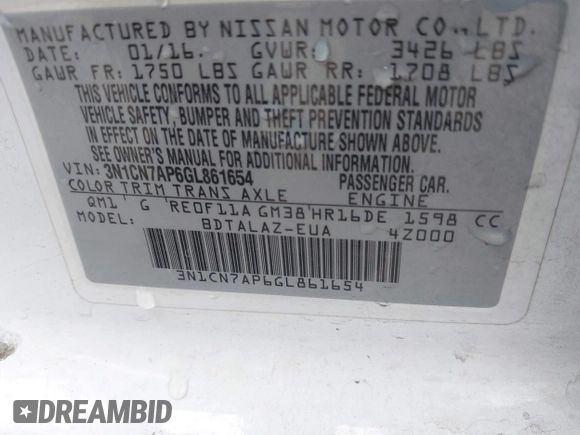 MANUFACTURED BY NISSAN MOTOR CO., LTD.
DATE: 01/16. GVWR: 3426 LBS
GAWR FR: 1750 LBS GAWR RR: 1708 LBS
THIS VEHICLE CONFORMS TO ALL APPLICABLE FEDERAL MOTOR
VEHICLE SAFETY, BUMPER AND THEFT PREVENTION STANDARDS
IN EFFECT ON THE DATE OF MANUFACTURE SHOWN ABOVE.
SEE OWNER'S MANUAL FOR ADDITIONAL INFORMATION.
VIN: 3N1CN7AP6GL861654 PASSENGER CAR.
COLOR TRIM TRANS AXLE ENGINE
QM1 G RE0F11A GM38 HR16DE 1598 CC
MODEL: BDTALAZ-EUA 4Z000
3N1CN7AP6GL861654
DREAMBID